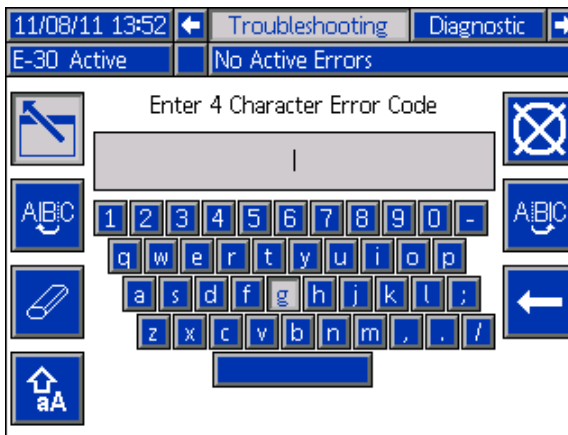 11/08/11 13:52 Troubleshooting Diagnostic
E-30 Active No Active Errors
Enter 4 Character Error Code
ABC ABC
1 2 3 4 5 6 7 8 9 0 -
q w e r t y u i o p
a s d f g h j k l ;
z x c v b n m , . /
aA